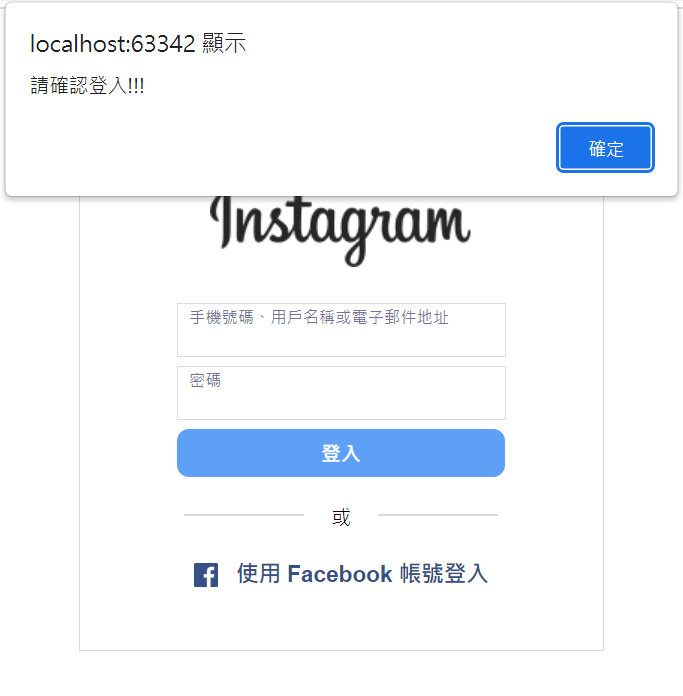 localhost:63342 顯示
請確認登入!!!
確定
Instagram
手機號碼、用戶名稱或電子郵件地址
密碼
登入
或
使用 Facebook 帳號登入